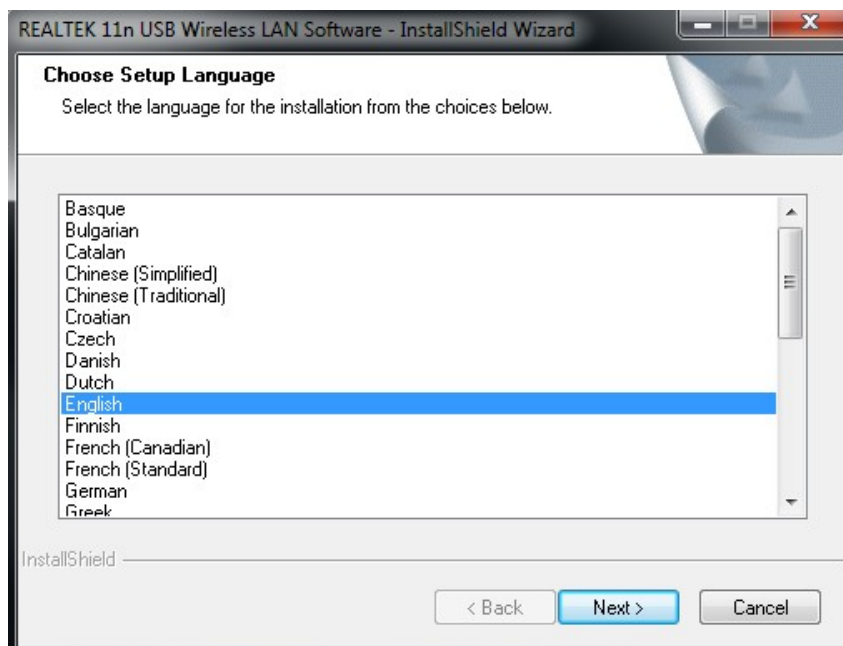 REALTEK 11n USB Wireless LAN Software - InstallShield Wizard
Choose Setup Language
Select the language for the installation from the choices below.
Basque
Bulgarian
Catalan
Chinese (Simplified)
Chinese (Traditional)
Croatian
Czech
Danish
Dutch
English
Finnish
French (Canadian)
French (Standard)
German
Greek
InstallShield
< Back Next > Cancel